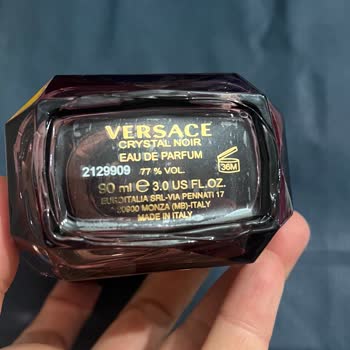 VERSACE
CRYSTAL NOIR
EAU DE PARFUM
2129909 77 % VOL.
36M
90 ml ℮ 3.0 US FL.OZ.
EUROITALIA SRL-VIA PENNATI 17
20900 MONZA (MB)-ITALY
MADE IN ITALY